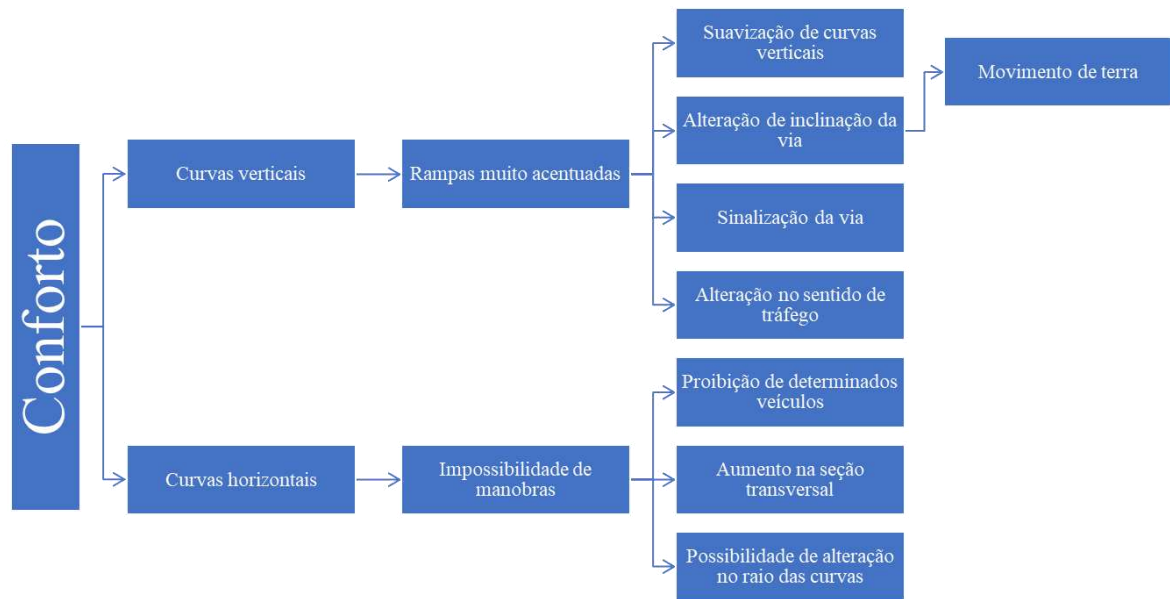 Conforto
Curvas verticais
Rampas muito acentuadas
Suavização de curvas
verticais
Alteração de inclinação da
via
Movimento de terra
Sinalização da via
Alteração no sentido de
tráfego
Curvas horizontais
Impossibilidade de
manobras
Proibição de determinados
veículos
Aumento na seção
transversal
Possibilidade de alteração
no raio das curvas